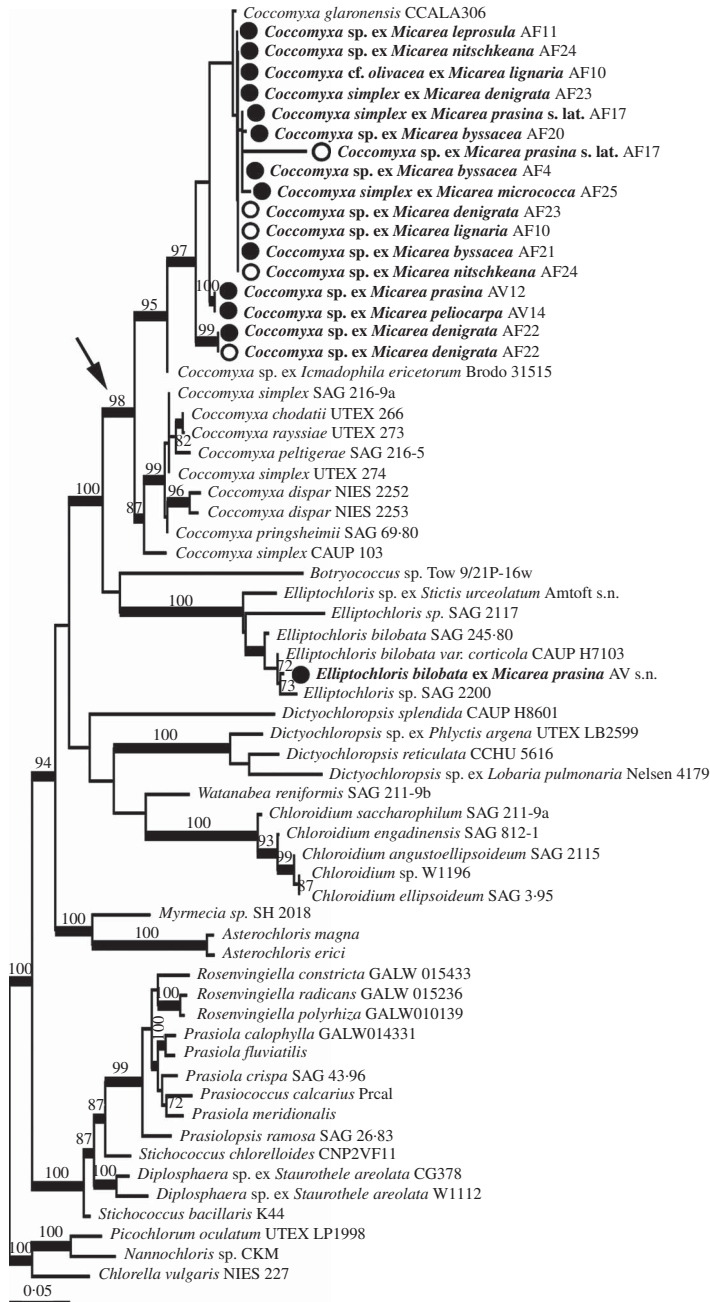 Coccomyxa glaronensis CCALA306
Coccomyxa sp. ex Micarea leprosula AF11
Coccomyxa sp. ex Micarea nitschkeana AF24
Coccomyxa cf. olivacea ex Micarea lignaria AF10
Coccomyxa simplex ex Micarea denigrata AF23
Coccomyxa simplex ex Micarea prasina s. lat. AF17
Coccomyxa sp. ex Micarea byssacea AF20
Coccomyxa sp. ex Micarea prasina s. lat. AF17
Coccomyxa sp. ex Micarea byssacea AF4
Coccomyxa simplex ex Micarea micrococca AF25
Coccomyxa sp. ex Micarea denigrata AF23
Coccomyxa sp. ex Micarea lignaria AF10
97 Coccomyxa sp. ex Micarea byssacea AF21
Coccomyxa sp. ex Micarea nitschkeana AF24
100 Coccomyxa sp. ex Micarea prasina AV12
95 Coccomyxa sp. ex Micarea peliocarpa AV14
99 Coccomyxa sp. ex Micarea denigrata AF22
Coccomyxa sp. ex Micarea denigrata AF22
Coccomyxa sp. ex Icmadophila ericetorum Brodo 31515
Coccomyxa simplex SAG 216-9a
98 Coccomyxa chodatii UTEX 266
Coccomyxa rayssiae UTEX 273
82 Coccomyxa peltigerae SAG 216-5
99 Coccomyxa simplex UTEX 274
100 96 Coccomyxa dispar NIES 2252
87 Coccomyxa dispar NIES 2253
Coccomyxa pringsheimii SAG 69·80
Coccomyxa simplex CAUP 103
Botryococcus sp. Tow 9/21P-16w
100 Elliptochloris sp. ex Stictis urceolatum Amtoft s.n.
Elliptochloris sp. SAG 2117
Elliptochloris bilobata SAG 245·80
Elliptochloris bilobata var. corticola CAUP H7103
72 Elliptochloris bilobata ex Micarea prasina AV s.n.
73 Elliptochloris sp. SAG 2200
Dictyochloropsis splendida CAUP H8601
100 Dictyochloropsis sp. ex Phlyctis argena UTEX LB2599
94 Dictyochloropsis reticulata CCHU 5616
Dictyochloropsis sp. ex Lobaria pulmonaria Nelsen 4179
Watanabea reniformis SAG 211-9b
Chloroidium saccharophilum SAG 211-9a
100 Chloroidium engadinensis SAG 812-1
93 Chloroidium angustoellipsoideum SAG 2115
99 Chloroidium sp. W1196
87 Chloroidium ellipsoideum SAG 3·95
Myrmecia sp. SH 2018
100 100 Asterochloris magna
Asterochloris erici
100 Rosenvingiella constricta GALW 015433
100 Rosenvingiella radicans GALW 015236
Rosenvingiella polyrhiza GALW010139
100 Prasiola calophylla GALW014331
Prasiola fluviatilis
99 Prasiola crispa SAG 43·96
Prasiococcus calcarius Prcal
72 Prasiola meridionalis
87 Prasiolopsis ramosa SAG 26·83
87 Stichococcus chlorelloides CNP2VF11
100 100 Diplosphaera sp. ex Staurothele areolata CG378
Diplosphaera sp. ex Staurothele areolata W1112
Stichococcus bacillaris K44
100 Picochlorum oculatum UTEX LP1998
100 Nannochloris sp. CKM
Chlorella vulgaris NIES 227
0·05